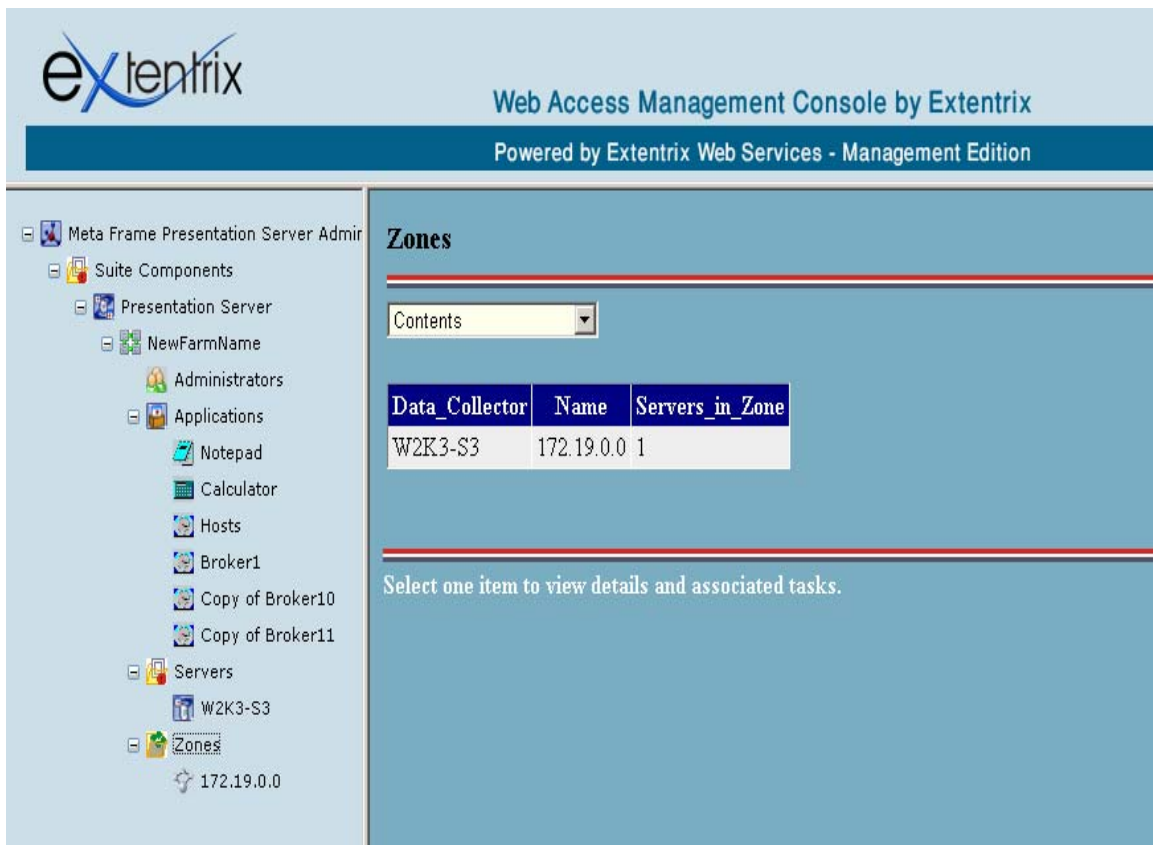 extentrix
Web Access Management Console by Extentrix
Powered by Extentrix Web Services - Management Edition
Meta Frame Presentation Server Admir
Suite Components
Presentation Server
NewFarmName
Administrators
Applications
Notepad
Calculator
Hosts
Broker1
Copy of Broker10
Copy of Broker11
Servers
W2K3-S3
Zones
172.19.0.0
Zones
Contents
Data_Collector Name Servers_in_Zone
W2K3-S3 172.19.0.0 1
Select one item to view details and associated tasks.